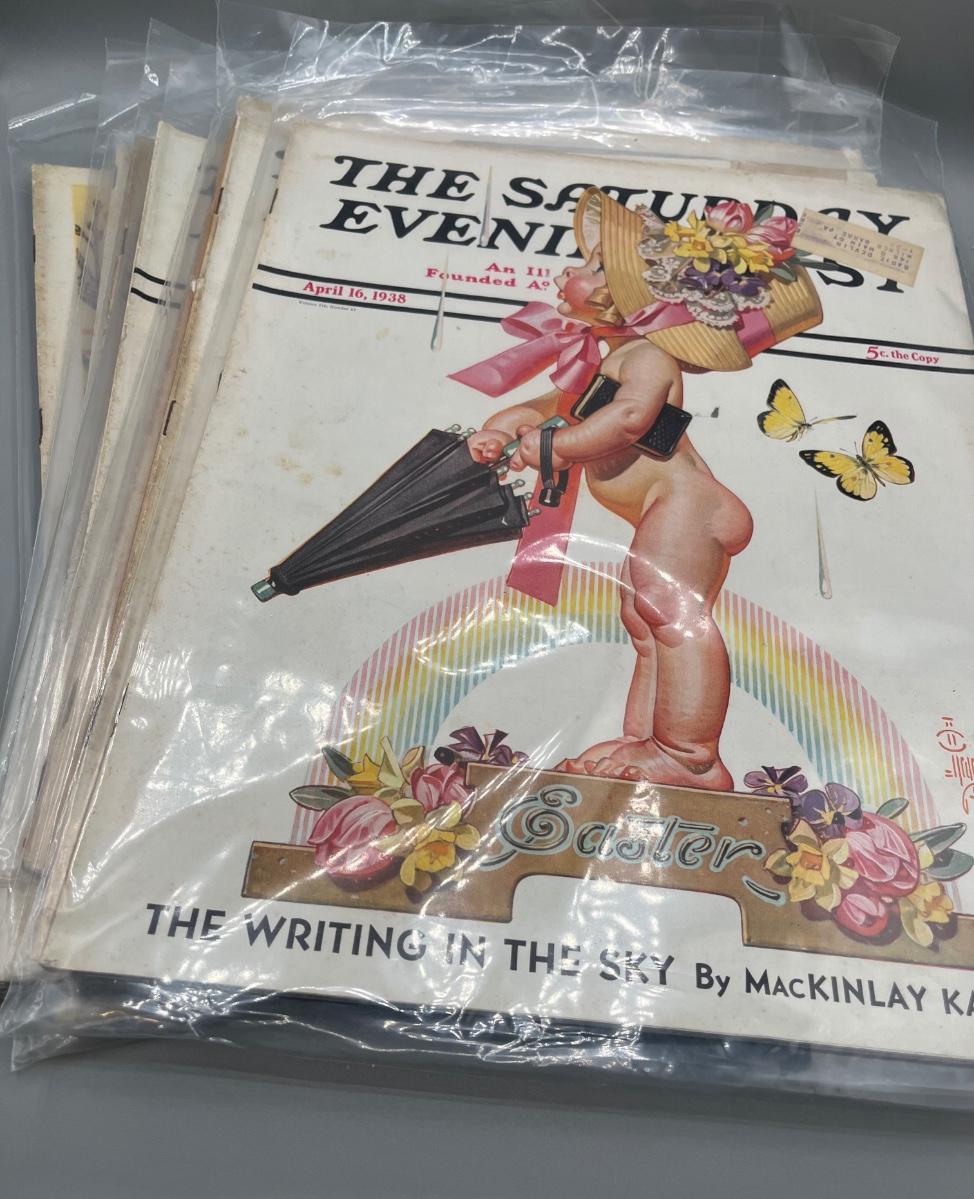 THE SATURDAY
EVENI ST
An Ill
Founded A°
April 16, 1938
5c. the Copy
Easter
THE WRITING IN THE SKY By MACKINLAY KA